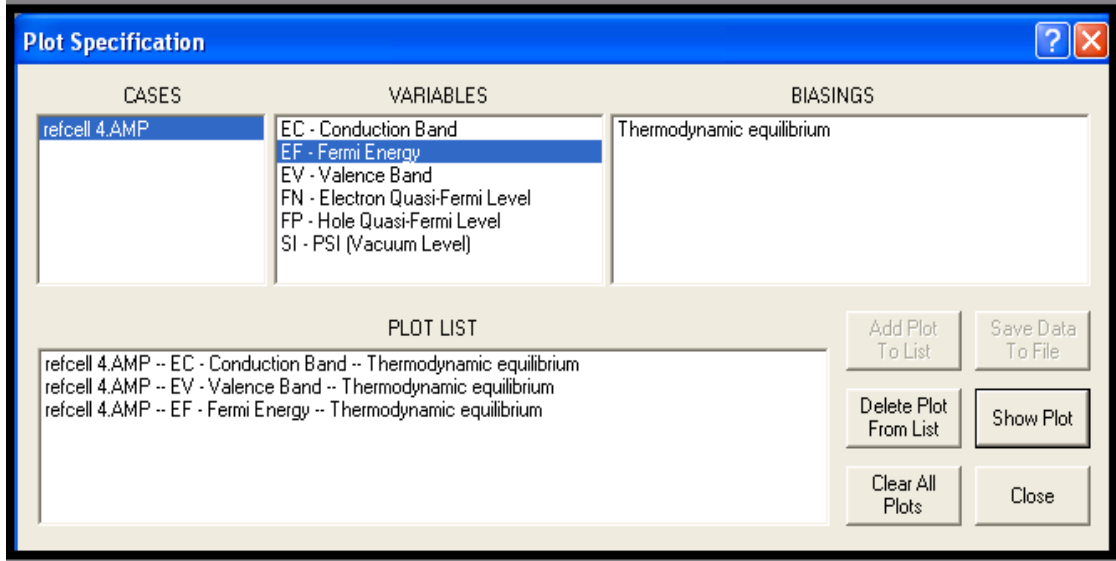 Plot Specification
?
CASES
VARIABLES
BIASINGS
refcell 4.AMP
EC - Conduction Band
EF - Fermi Energy
EV - Valence Band
FN - Electron Quasi-Fermi Level
FP - Hole Quasi-Fermi Level
SI - PSI (Vacuum Level)
Thermodynamic equilibrium
PLOT LIST
refcell 4.AMP -- EC - Conduction Band -- Thermodynamic equilibrium
refcell 4.AMP -- EV - Valence Band -- Thermodynamic equilibrium
refcell 4.AMP -- EF - Fermi Energy -- Thermodynamic equilibrium
Add Plot
To List
Save Data
To File
Delete Plot
From List
Show Plot
Clear All
Plots
Close